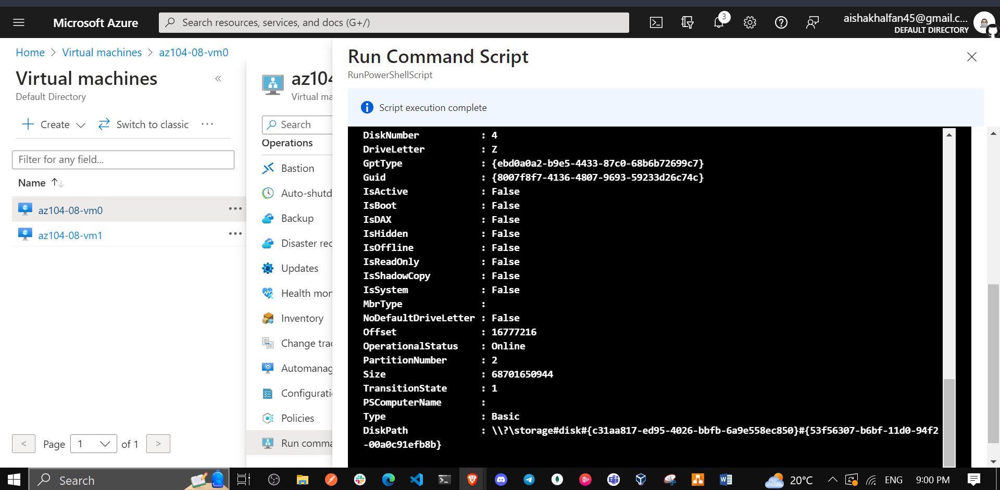 Microsoft Azure
Search resources, services, and docs (G+/)
3
aishakhalfan45@gmail.c...
DEFAULT DIRECTORY
Home > Virtual machines > az104-08-vm0
Virtual machines
Default Directory
Create
Switch to classic
Filter for any field...
Name
az104-08-vm0
az104-08-vm1
< Page 1 of 1 >
az104
Virtual ma
Search
Operations
Bastion
Auto-shutd
Backup
Disaster rec
Updates
Health mon
Inventory
Change trac
Automanag
Configurati
Policies
Run comma
Run Command Script
RunPowerShellScript
Script execution complete
DiskNumber : 4
DriveLetter : Z
GptType : {ebd0a0a2-b9e5-4433-87c0-68b6b72699c7}
Guid : {8007f8f7-4136-4807-9693-59233d26c74c}
IsActive : False
IsBoot : False
IsDAX : False
IsHidden : False
IsOffline : False
IsReadOnly : False
IsShadowCopy : False
IsSystem : False
MbrType :
NoDefaultDriveLetter : False
Offset : 16777216
OperationalStatus : Online
PartitionNumber : 2
Size : 68701650944
TransitionState : 1
PSComputerName :
Type : Basic
DiskPath : \\?\storage#disk#{c31aa817-ed95-4026-bbfb-6a9e558ec850}#{53f56307-b6bf-11d0-94f2
-00a0c91efb8b}
Search
20°C
ENG
9:00 PM